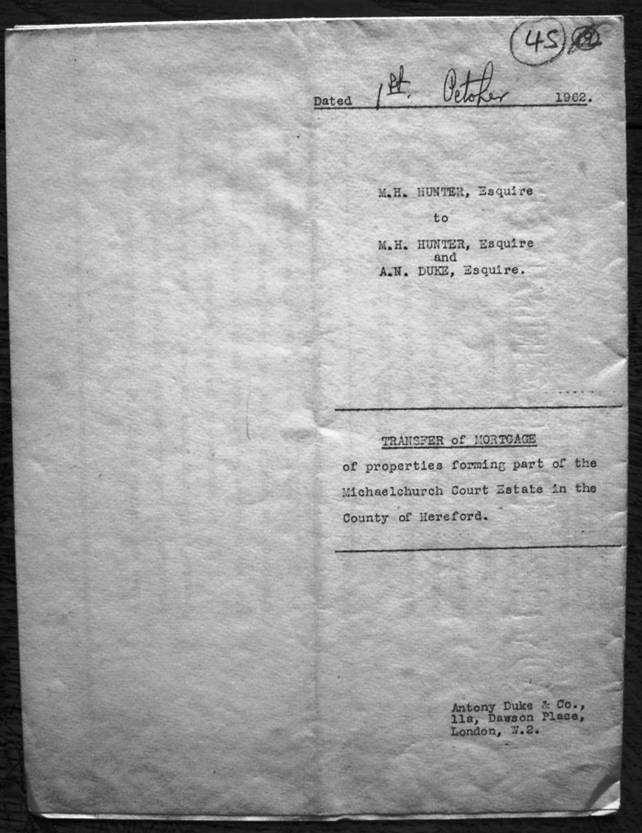 45
Dated 1st. October 1962.
M.H. HUNTER, Esquire
to
M.H. HUNTER, Esquire
and
A.N. DUKE, Esquire.
TRANSFER of MORTGAGE
of properties forming part of the
Michaelchurch Court Estate in the
County of Hereford.
Antony Duke & Co.,
11a, Dawson Place,
London, W.2.